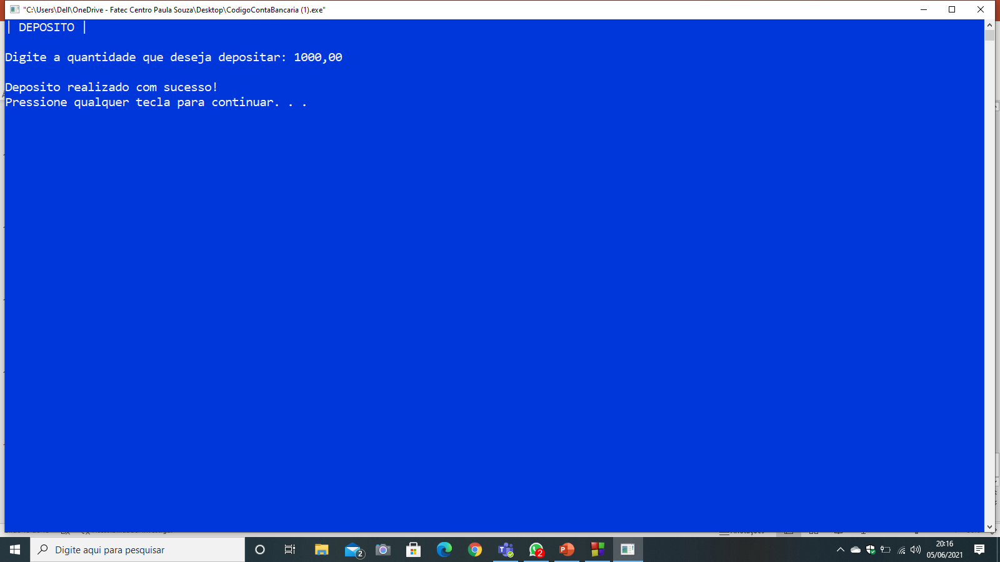 "C:\Users\Dell\OneDrive - Fatec Centro Paula Souza\Desktop\CodigoContaBancaria (1).exe"
| DEPOSITO |
Digite a quantidade que deseja depositar: 1000,00
Deposito realizado com sucesso!
Pressione qualquer tecla para continuar. . .
Digite aqui para pesquisar
2
2
20:16
05/06/2021